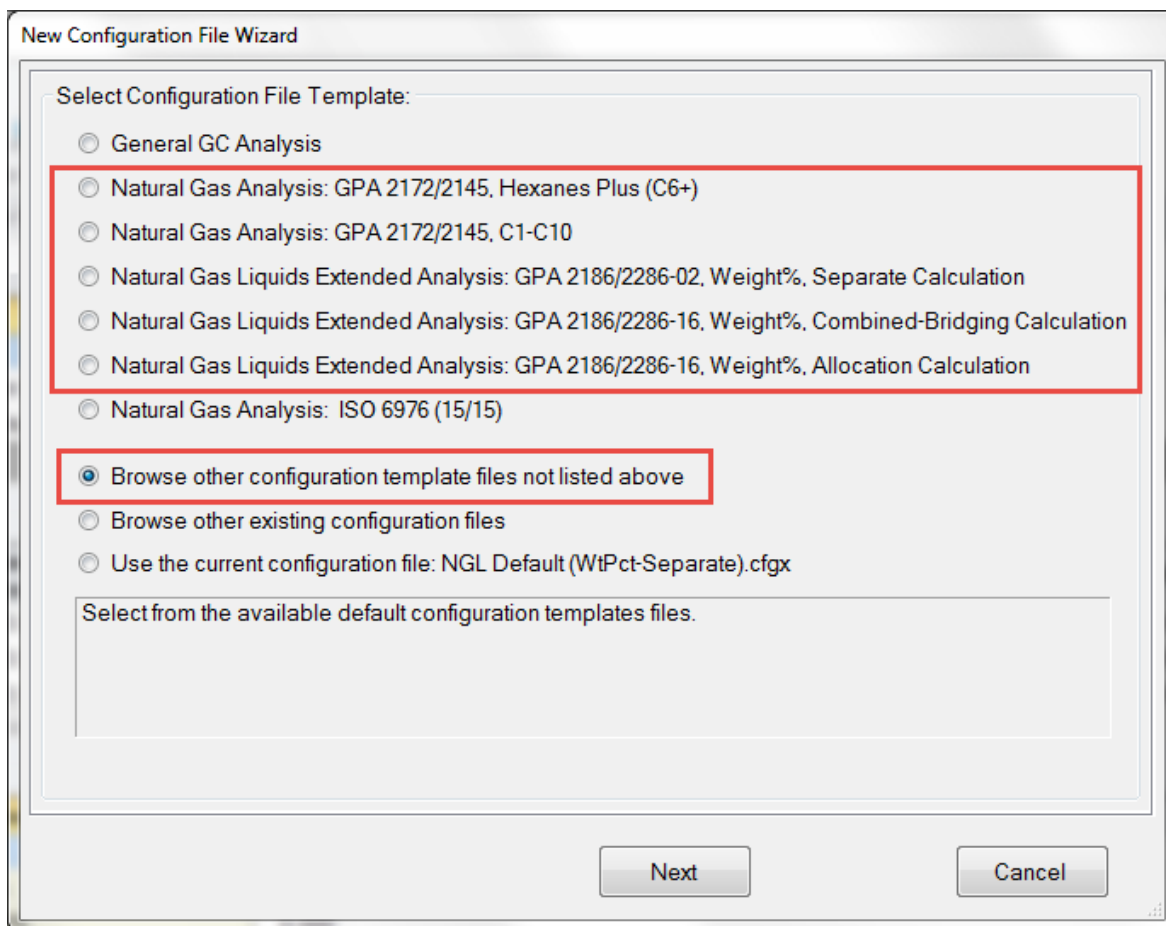 New Configuration File Wizard
Select Configuration File Template:
General GC Analysis
Natural Gas Analysis: GPA 2172/2145, Hexanes Plus (C6+)
Natural Gas Analysis: GPA 2172/2145, C1-C10
Natural Gas Liquids Extended Analysis: GPA 2186/2286-02, Weight%, Separate Calculation
Natural Gas Liquids Extended Analysis: GPA 2186/2286-16, Weight%, Combined-Bridging Calculation
Natural Gas Liquids Extended Analysis: GPA 2186/2286-16, Weight%, Allocation Calculation
Natural Gas Analysis: ISO 6976 (15/15)
Browse other configuration template files not listed above
Browse other existing configuration files
Use the current configuration file: NGL Default (WtPct-Separate).cfgx
Select from the available default configuration templates files.
Next
Cancel